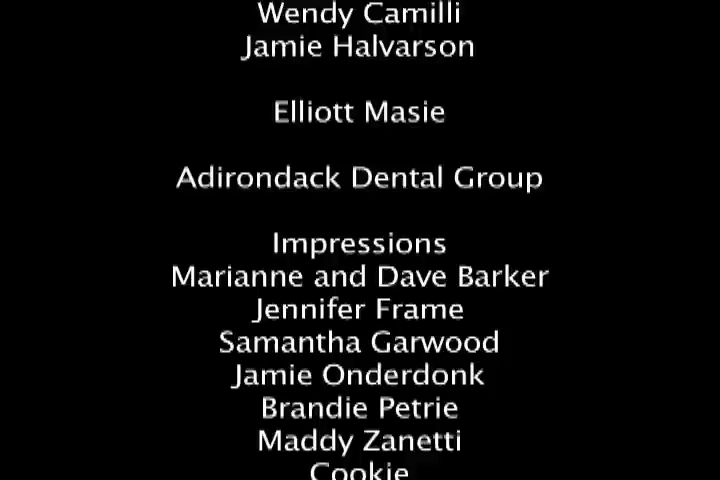 Wendy Camilli
Jamie Halvarson
Elliott Masie
Adirondack Dental Group
Impressions
Marianne and Dave Barker
Jennifer Frame
Samantha Garwood
Jamie Onderdonk
Brandie Petrie
Maddy Zanetti
Cookie